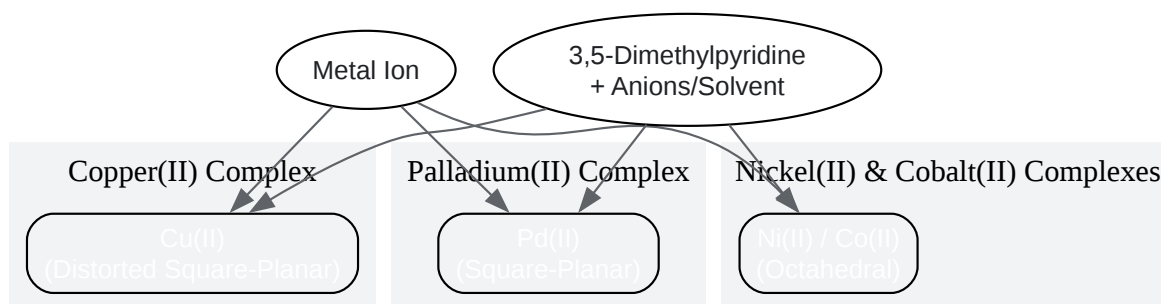 Metal Ion
3,5-Dimethylpyridine
+ Anions/Solvent
Copper(II) Complex
Palladium(II) Complex
Nickel(II) & Cobalt(II) Complexes
Cu(II)
(Distorted Square-Planar)
Pd(II)
(Square-Planar)
Ni(II) / Co(II)
(Octahedral)